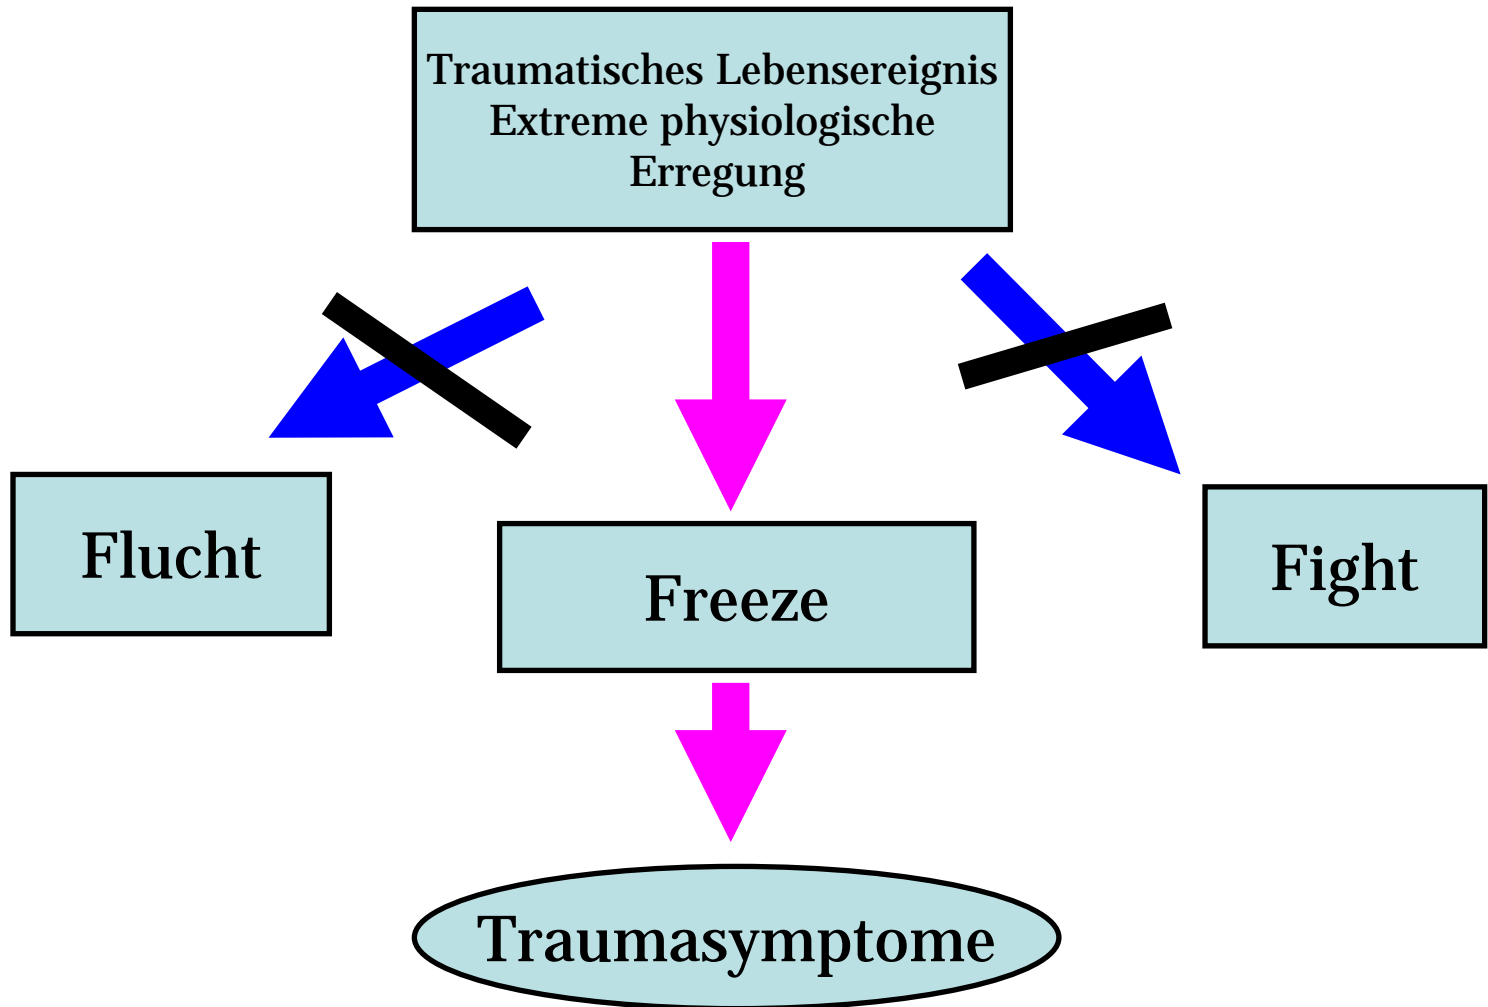 Traumatisches Lebensereignis
Extreme physiologische
Erregung
Flucht
Freeze
Fight
Traumasymptome